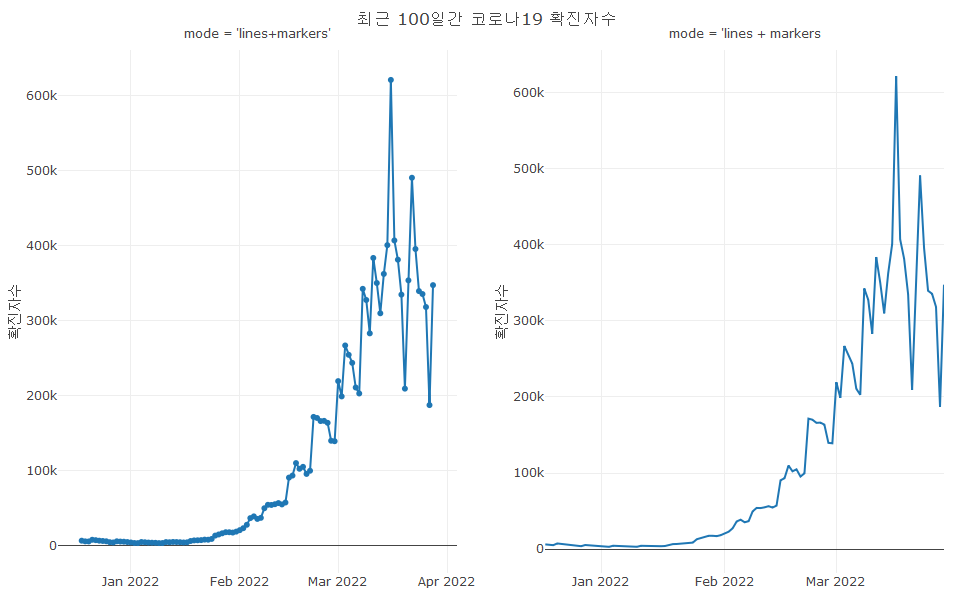 최근 100일간 코로나19 확진자수
mode = 'lines+markers'
mode = 'lines + markers
600k
500k
400k
300k
200k
100k
0
확진자수
Jan 2022
Feb 2022
Mar 2022
Apr 2022
600k
500k
400k
300k
200k
100k
0
확진자수
Jan 2022
Feb 2022
Mar 2022